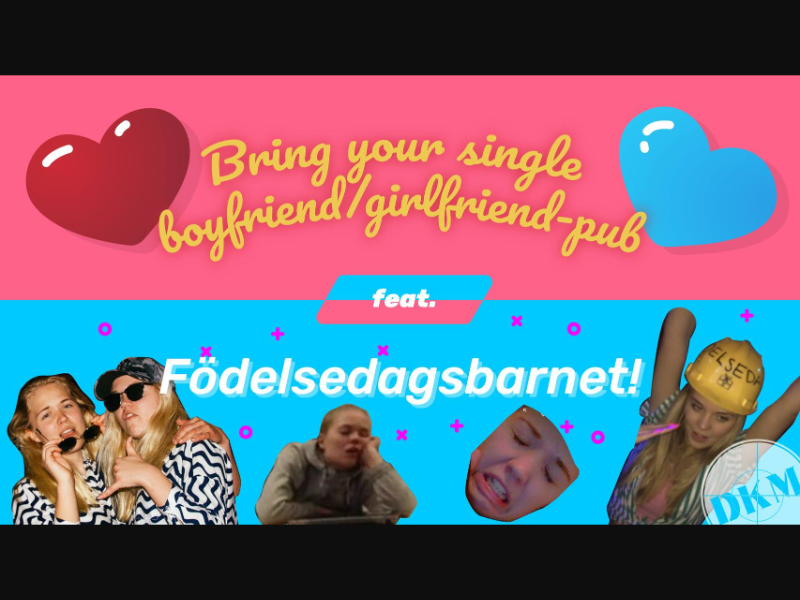 Bring your single
boyfriend/girlfriend-pub
feat.
Födelsedagsbarnet!
DKM